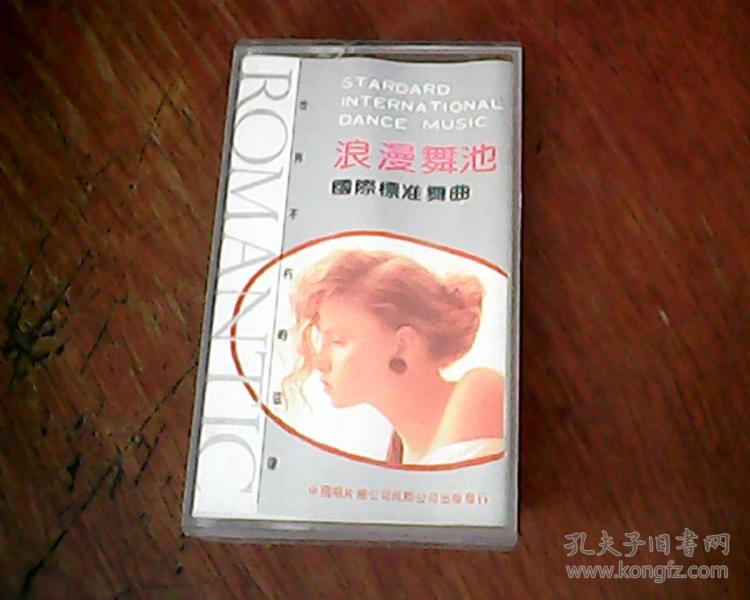 ROMANTIC
STARDARD
INTERNATIONAL
DANCE MUSIC
浪漫舞池
國際標准舞曲
世界不朽的旋律
中國唱片總公司成都公司出版發行
孔夫子旧书网
www.kongfz.com